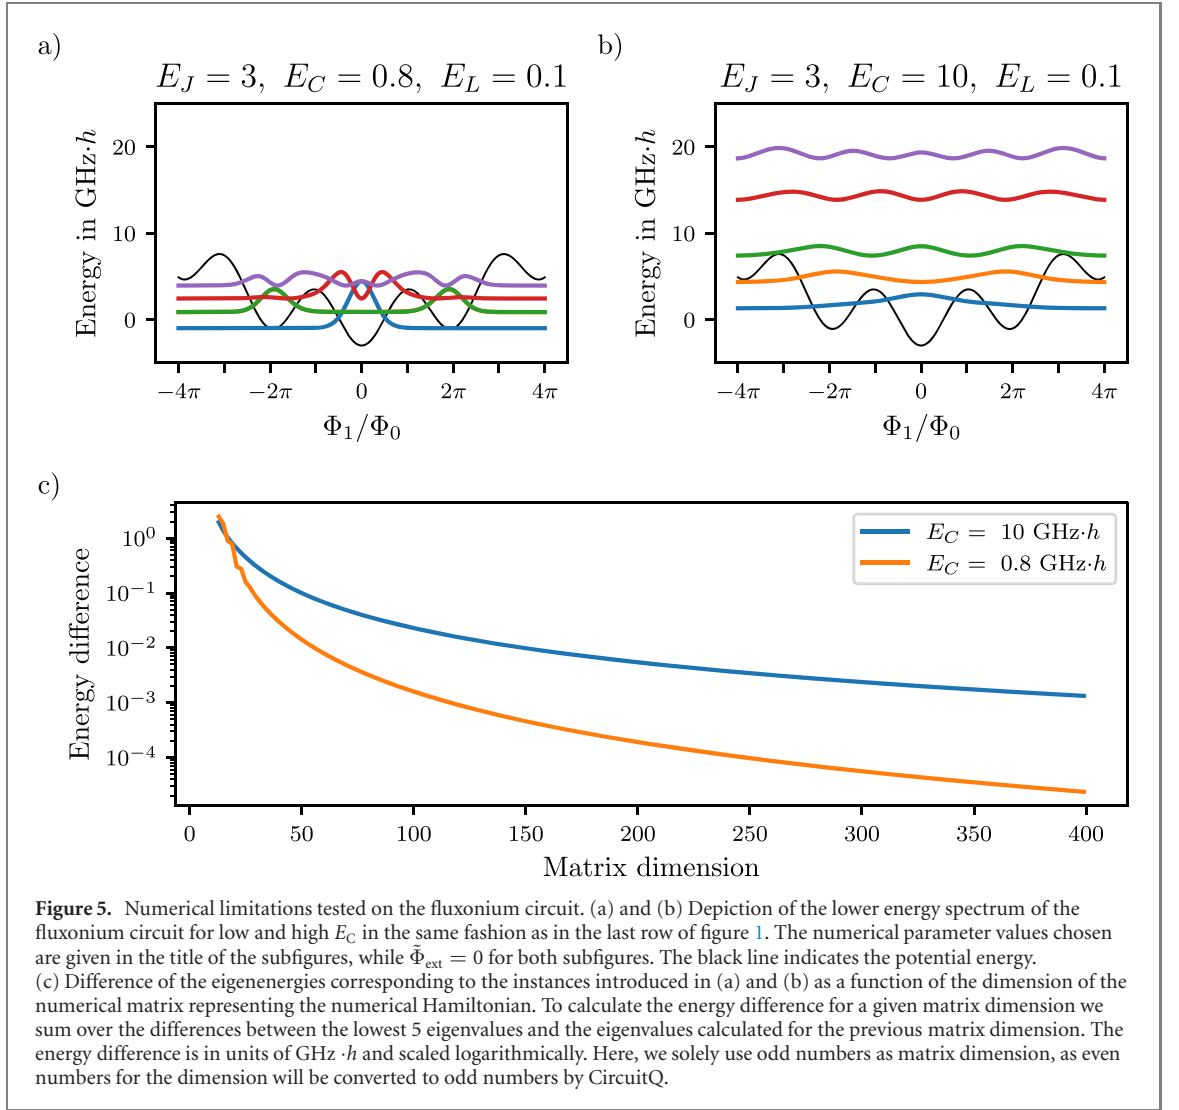 a)
E_J = 3, E_C = 0.8, E_L = 0.1
Energy in GHz·h
20
10
0
−4π −2π 0 2π 4π
Φ₁/Φ₀
b)
E_J = 3, E_C = 10, E_L = 0.1
Energy in GHz·h
20
10
0
−4π −2π 0 2π 4π
Φ₁/Φ₀
c)
Energy difference
10⁰
10⁻¹
10⁻²
10⁻³
10⁻⁴
E_C = 10 GHz·h
E_C = 0.8 GHz·h
0 50 100 150 200 250 300 350 400
Matrix dimension
Figure 5. Numerical limitations tested on the fluxonium circuit. (a) and (b) Depiction of the lower energy spectrum of the
fluxonium circuit for low and high E_C in the same fashion as in the last row of figure 1. The numerical parameter values chosen
are given in the title of the subfigures, while Φ̃_ext = 0 for both subfigures. The black line indicates the potential energy.
(c) Difference of the eigenenergies corresponding to the instances introduced in (a) and (b) as a function of the dimension of the
numerical matrix representing the numerical Hamiltonian. To calculate the energy difference for a given matrix dimension we
sum over the differences between the lowest 5 eigenvalues and the eigenvalues calculated for the previous matrix dimension. The
energy difference is in units of GHz ·h and scaled logarithmically. Here, we solely use odd numbers as matrix dimension, as even
numbers for the dimension will be converted to odd numbers by CircuitQ.